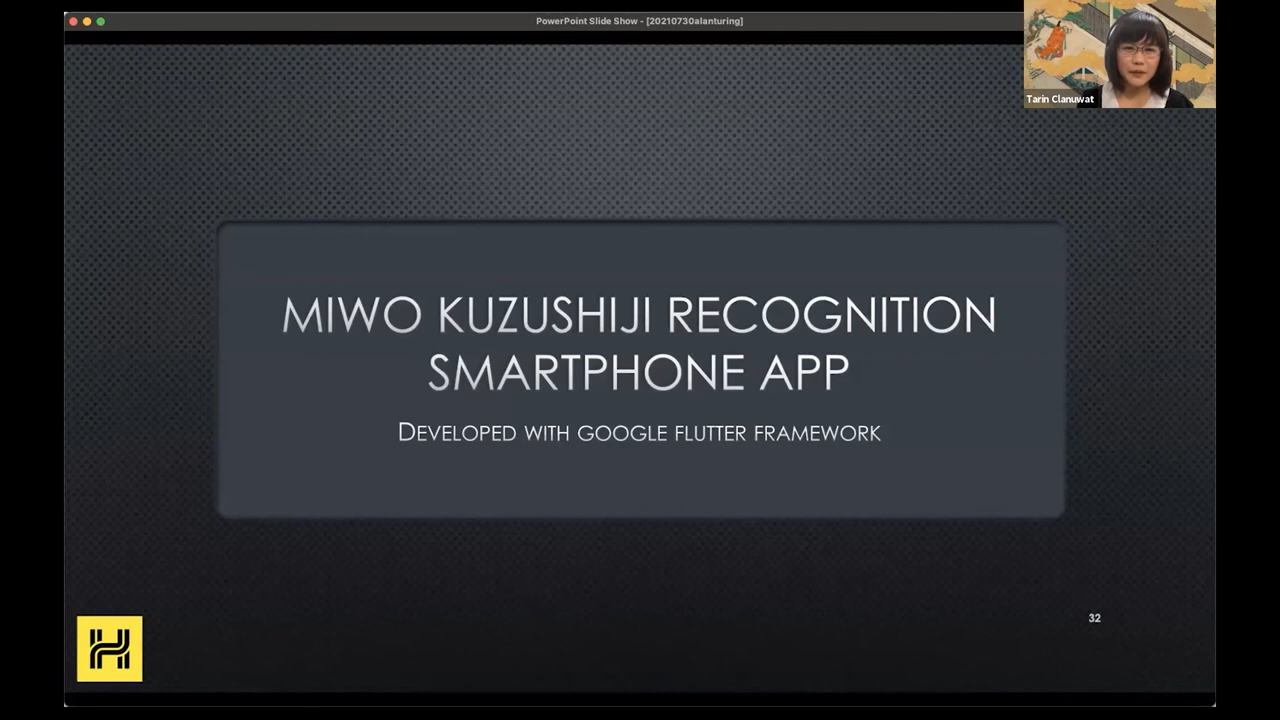 PowerPoint Slide Show - [20210730alanturing]
Tarin Clanuwat
MIWO KUZUSHIJI RECOGNITION
SMARTPHONE APP
DEVELOPED WITH GOOGLE FLUTTER FRAMEWORK
32
H